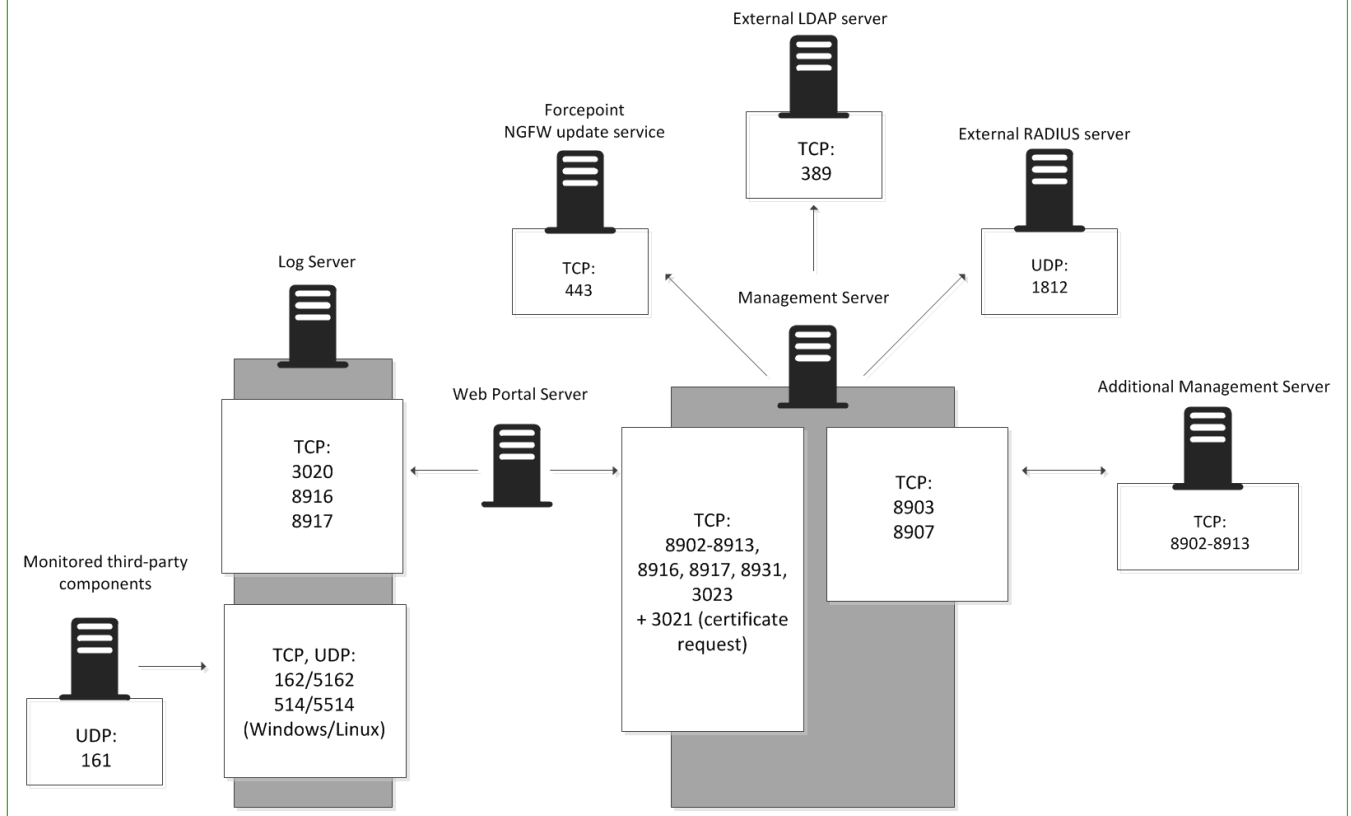 External LDAP server
TCP:
389
Forcepoint
NGFW update service
TCP:
443
External RADIUS server
UDP:
1812
Log Server
Management Server
Web Portal Server
Additional Management Server
TCP:
3020
8916
8917
TCP:
8902-8913,
8916, 8917, 8931,
3023
+ 3021 (certificate
request)
TCP:
8903
8907
TCP:
8902-8913
Monitored third-party
components
UDP:
161
TCP, UDP:
162/5162
514/5514
(Windows/Linux)